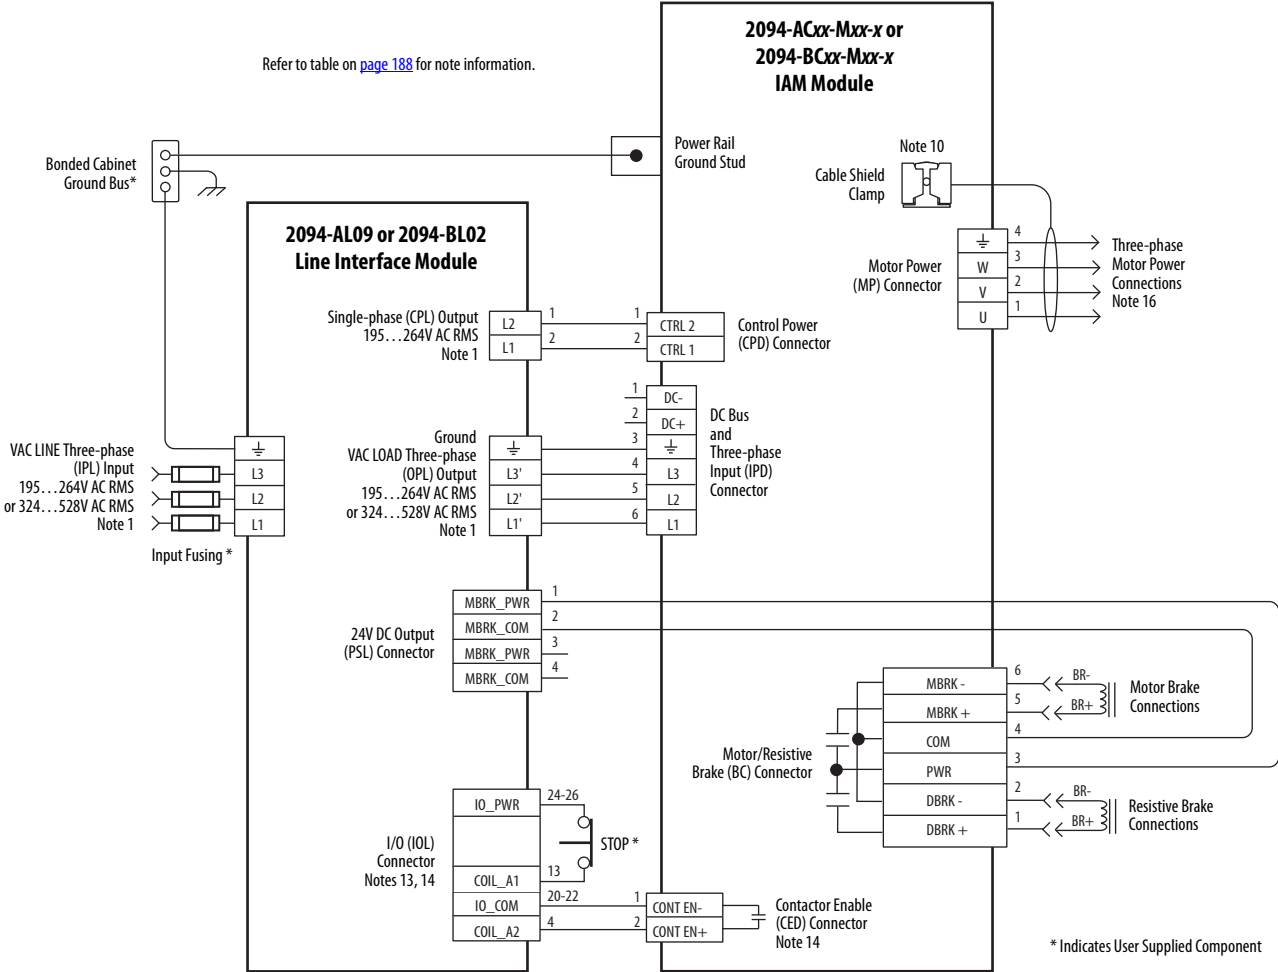 2094-ACxx-Mxx-x or
2094-BCxx-Mxx-x
IAM Module
Refer to table on page 188 for note information.
Bonded Cabinet
Ground Bus*
Power Rail
Ground Stud
Note 10
Cable Shield
Clamp
2094-AL09 or 2094-BL02
Line Interface Module
Motor Power
(MP) Connector
4
W
3
V
2
U
1
Three-phase
Motor Power
Connections
Note 16
Single-phase (CPL) Output
195…264V AC RMS
Note 1
L2
L1
1
2
1
2
CTRL 2
CTRL 1
Control Power
(CPD) Connector
1
2
3
4
5
6
DC-
DC+
L3
L2
L1
DC Bus
and
Three-phase
Input (IPD)
Connector
VAC LINE Three-phase
(IPL) Input
195…264V AC RMS
or 324…528V AC RMS
Note 1
L3
L2
L1
Input Fusing *
Ground
VAC LOAD Three-phase
(OPL) Output
195…264V AC RMS
or 324…528V AC RMS
Note 1
L3'
L2'
L1'
24V DC Output
(PSL) Connector
MBRK_PWR
MBRK_COM
MBRK_PWR
MBRK_COM
1
2
3
4
Motor/Resistive
Brake (BC) Connector
MBRK -
MBRK +
COM
PWR
DBRK -
DBRK +
6
5
4
3
2
1
BR-
BR+
Motor Brake
Connections
BR-
BR+
Resistive Brake
Connections
I/O (IOL)
Connector
Notes 13, 14
IO_PWR
COIL_A1
IO_COM
COIL_A2
24-26
13
20-22
4
STOP *
1
2
CONT EN-
CONT EN+
Contactor Enable
(CED) Connector
Note 14
* Indicates User Supplied Component